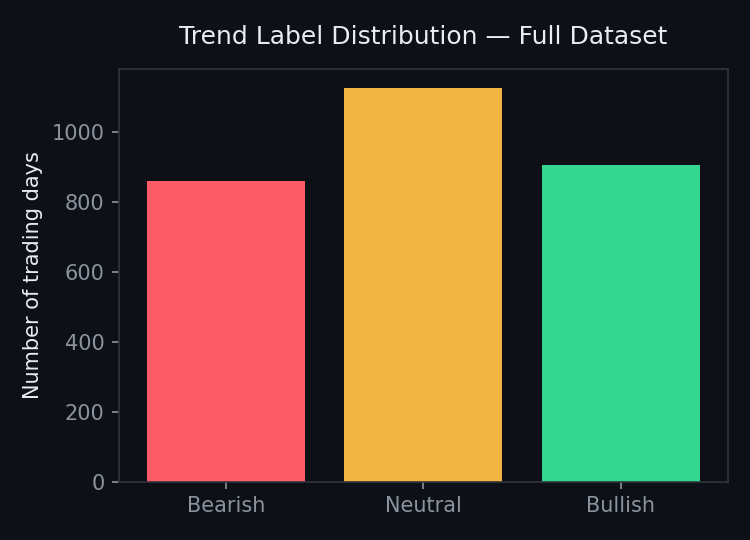 Trend Label Distribution — Full Dataset
Number of trading days
1000
800
600
400
200
0
Bearish Neutral Bullish